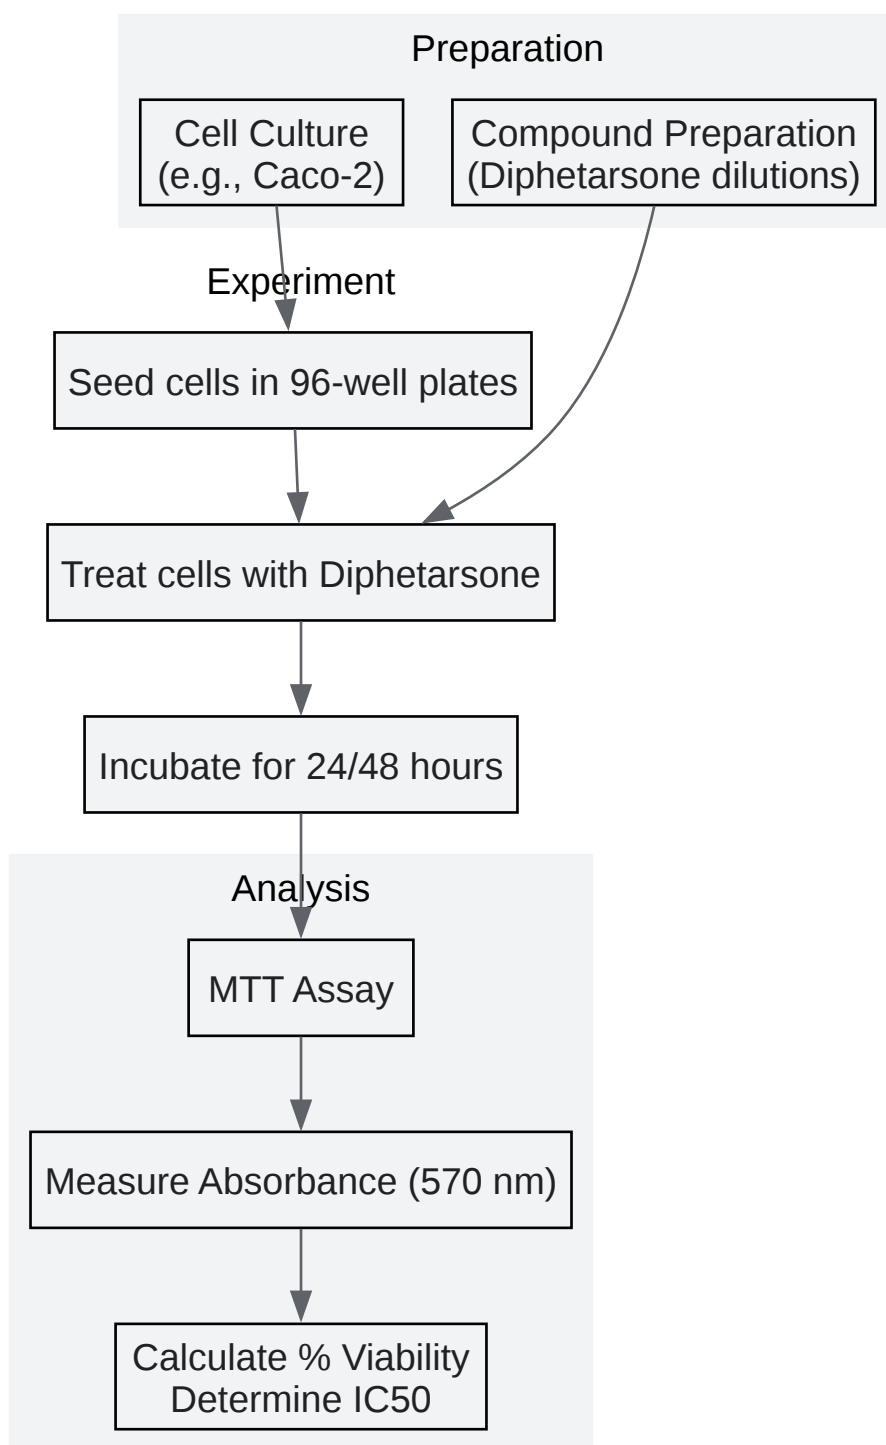 Preparation
Cell Culture
(e.g., Caco-2)
Compound Preparation
(Diphetarsone dilutions)
Experiment
Seed cells in 96-well plates
Treat cells with Diphetarsone
Incubate for 24/48 hours
Analysis
MTT Assay
Measure Absorbance (570 nm)
Calculate % Viability
Determine IC50